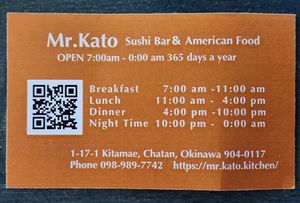 Mr.Kato Sushi Bar& American Food
OPEN 7:00am - 0:00 am 365 days a year
Breakfast 7:00 am -11:00 am
Lunch 11:00 am - 4:00 pm
Dinner 4:00 pm -10:00 pm
Night Time 10:00 pm - 0:00 am
1-17-1 Kitamae, Chatan, Okinawa 904-0117
Phone 098-989-7742 https://mr.kato.kitchen/